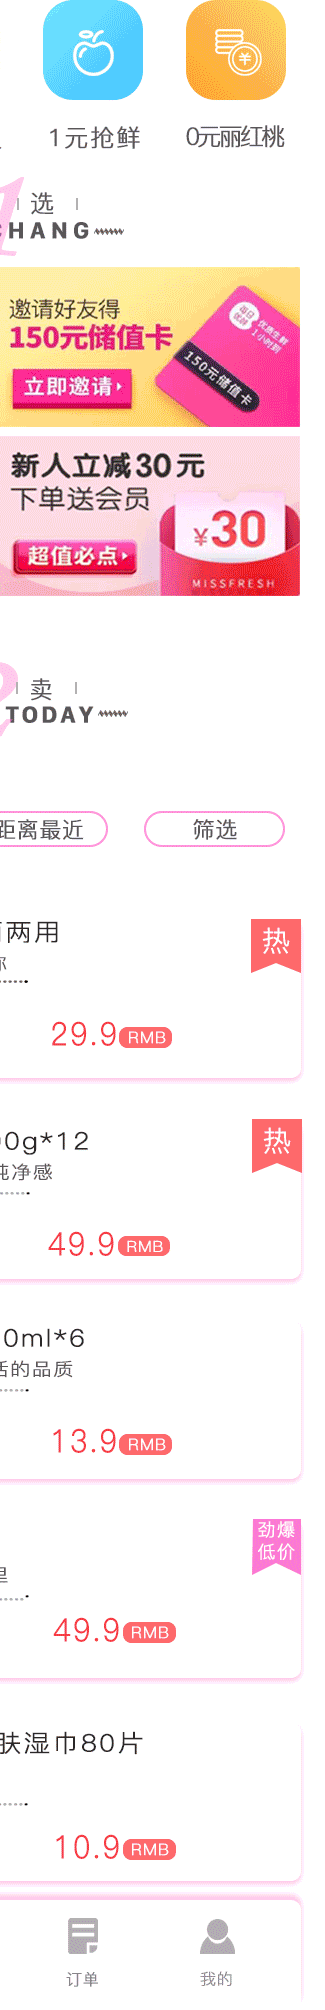 1元抢鲜
0元丽红桃
选
CHANG
邀请好友得
150元储值卡
立即邀请
每日优鲜
优质生鲜
1小时到
150元储值卡
新人立减30元
下单送会员
超值必点
¥30
MISSFRESH
卖
TODAY
距离最近
筛选
两用
热
29.9 RMB
0g*12
热
纯净感
49.9 RMB
0ml*6
活的品质
13.9 RMB
劲爆
低价
49.9 RMB
肤湿巾80片
10.9 RMB
订单
我的